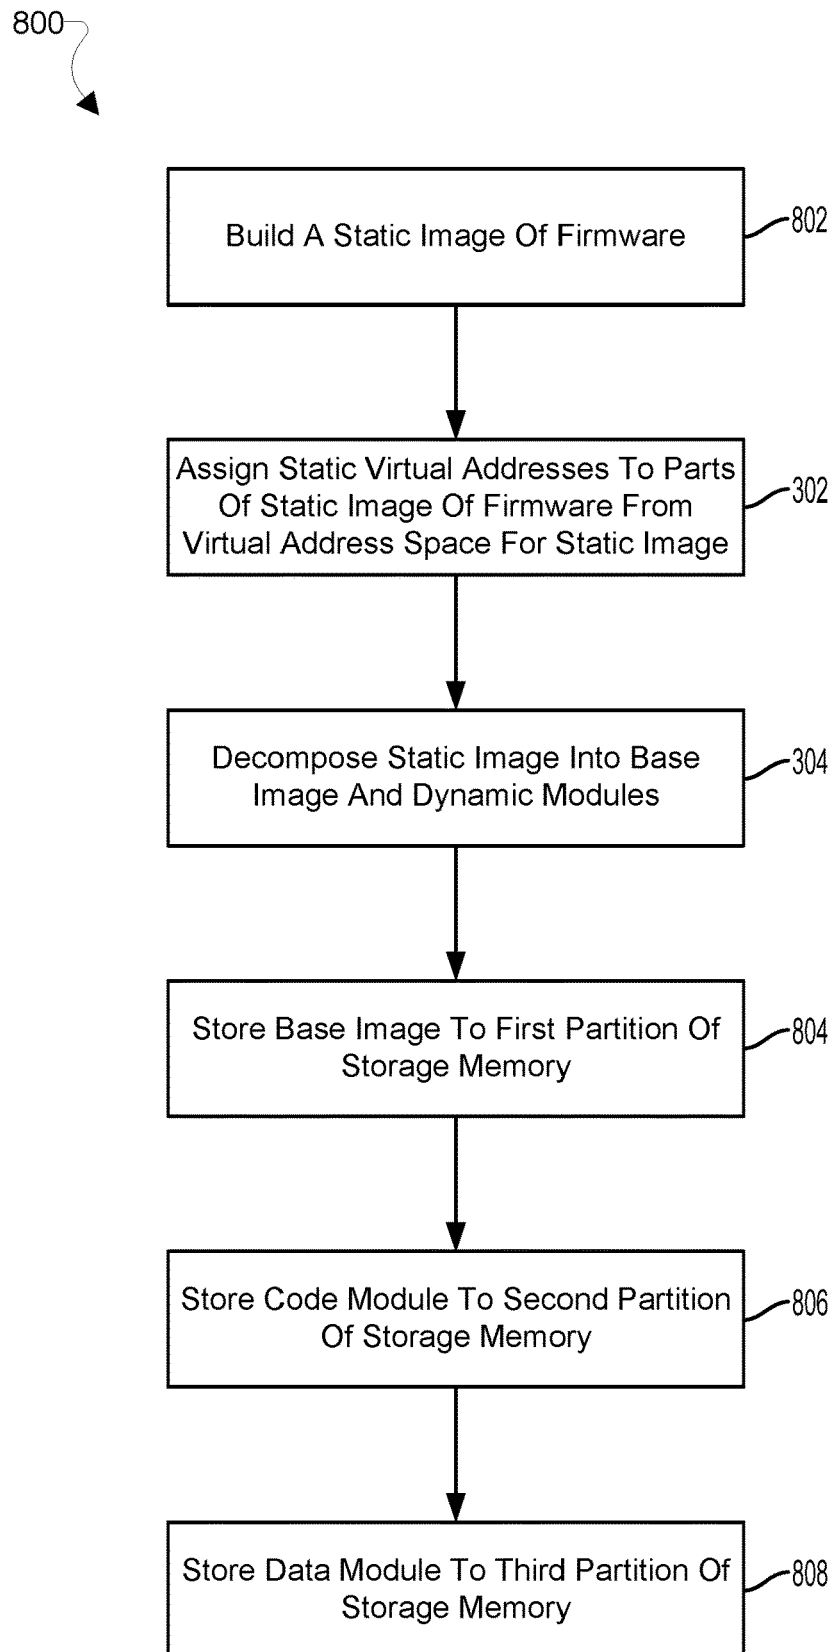 800
Build A Static Image Of Firmware
802
Assign Static Virtual Addresses To Parts
Of Static Image Of Firmware From
Virtual Address Space For Static Image
302
Decompose Static Image Into Base
Image And Dynamic Modules
304
Store Base Image To First Partition Of
Storage Memory
804
Store Code Module To Second Partition
Of Storage Memory
806
Store Data Module To Third Partition Of
Storage Memory
808